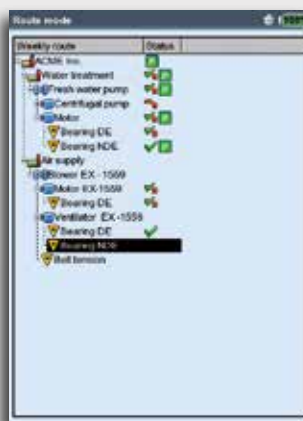 Route mode
Weekly route Status
ACME Inc.
Water treatment
Fresh water pump
Centrifugal pump
Motor
Bearing DE
Bearing NDE
Air supply
Blower EX - 1559
Motor EX-1559
Bearing DE
Ventilator EX -1559
Bearing DE
Bearing NDE
Belt tension